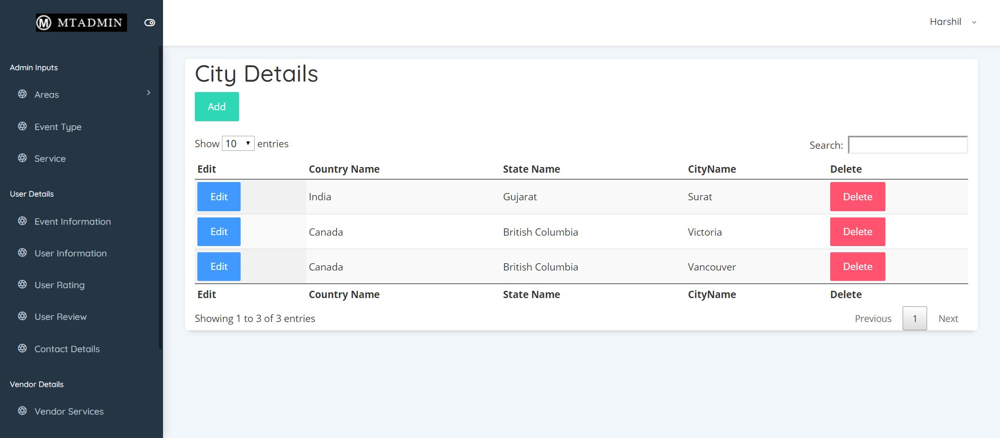 MTADMIN
Harshil
Admin Inputs
Areas
Event Type
Service
User Details
Event Information
User Information
User Rating
User Review
Contact Details
Vendor Details
Vendor Services
City Details
Add
Show 10 entries
Search:
Edit Country Name State Name CityName Delete
Edit India Gujarat Surat Delete
Edit Canada British Columbia Victoria Delete
Edit Canada British Columbia Vancouver Delete
Edit Country Name State Name CityName Delete
Showing 1 to 3 of 3 entries
Previous 1 Next